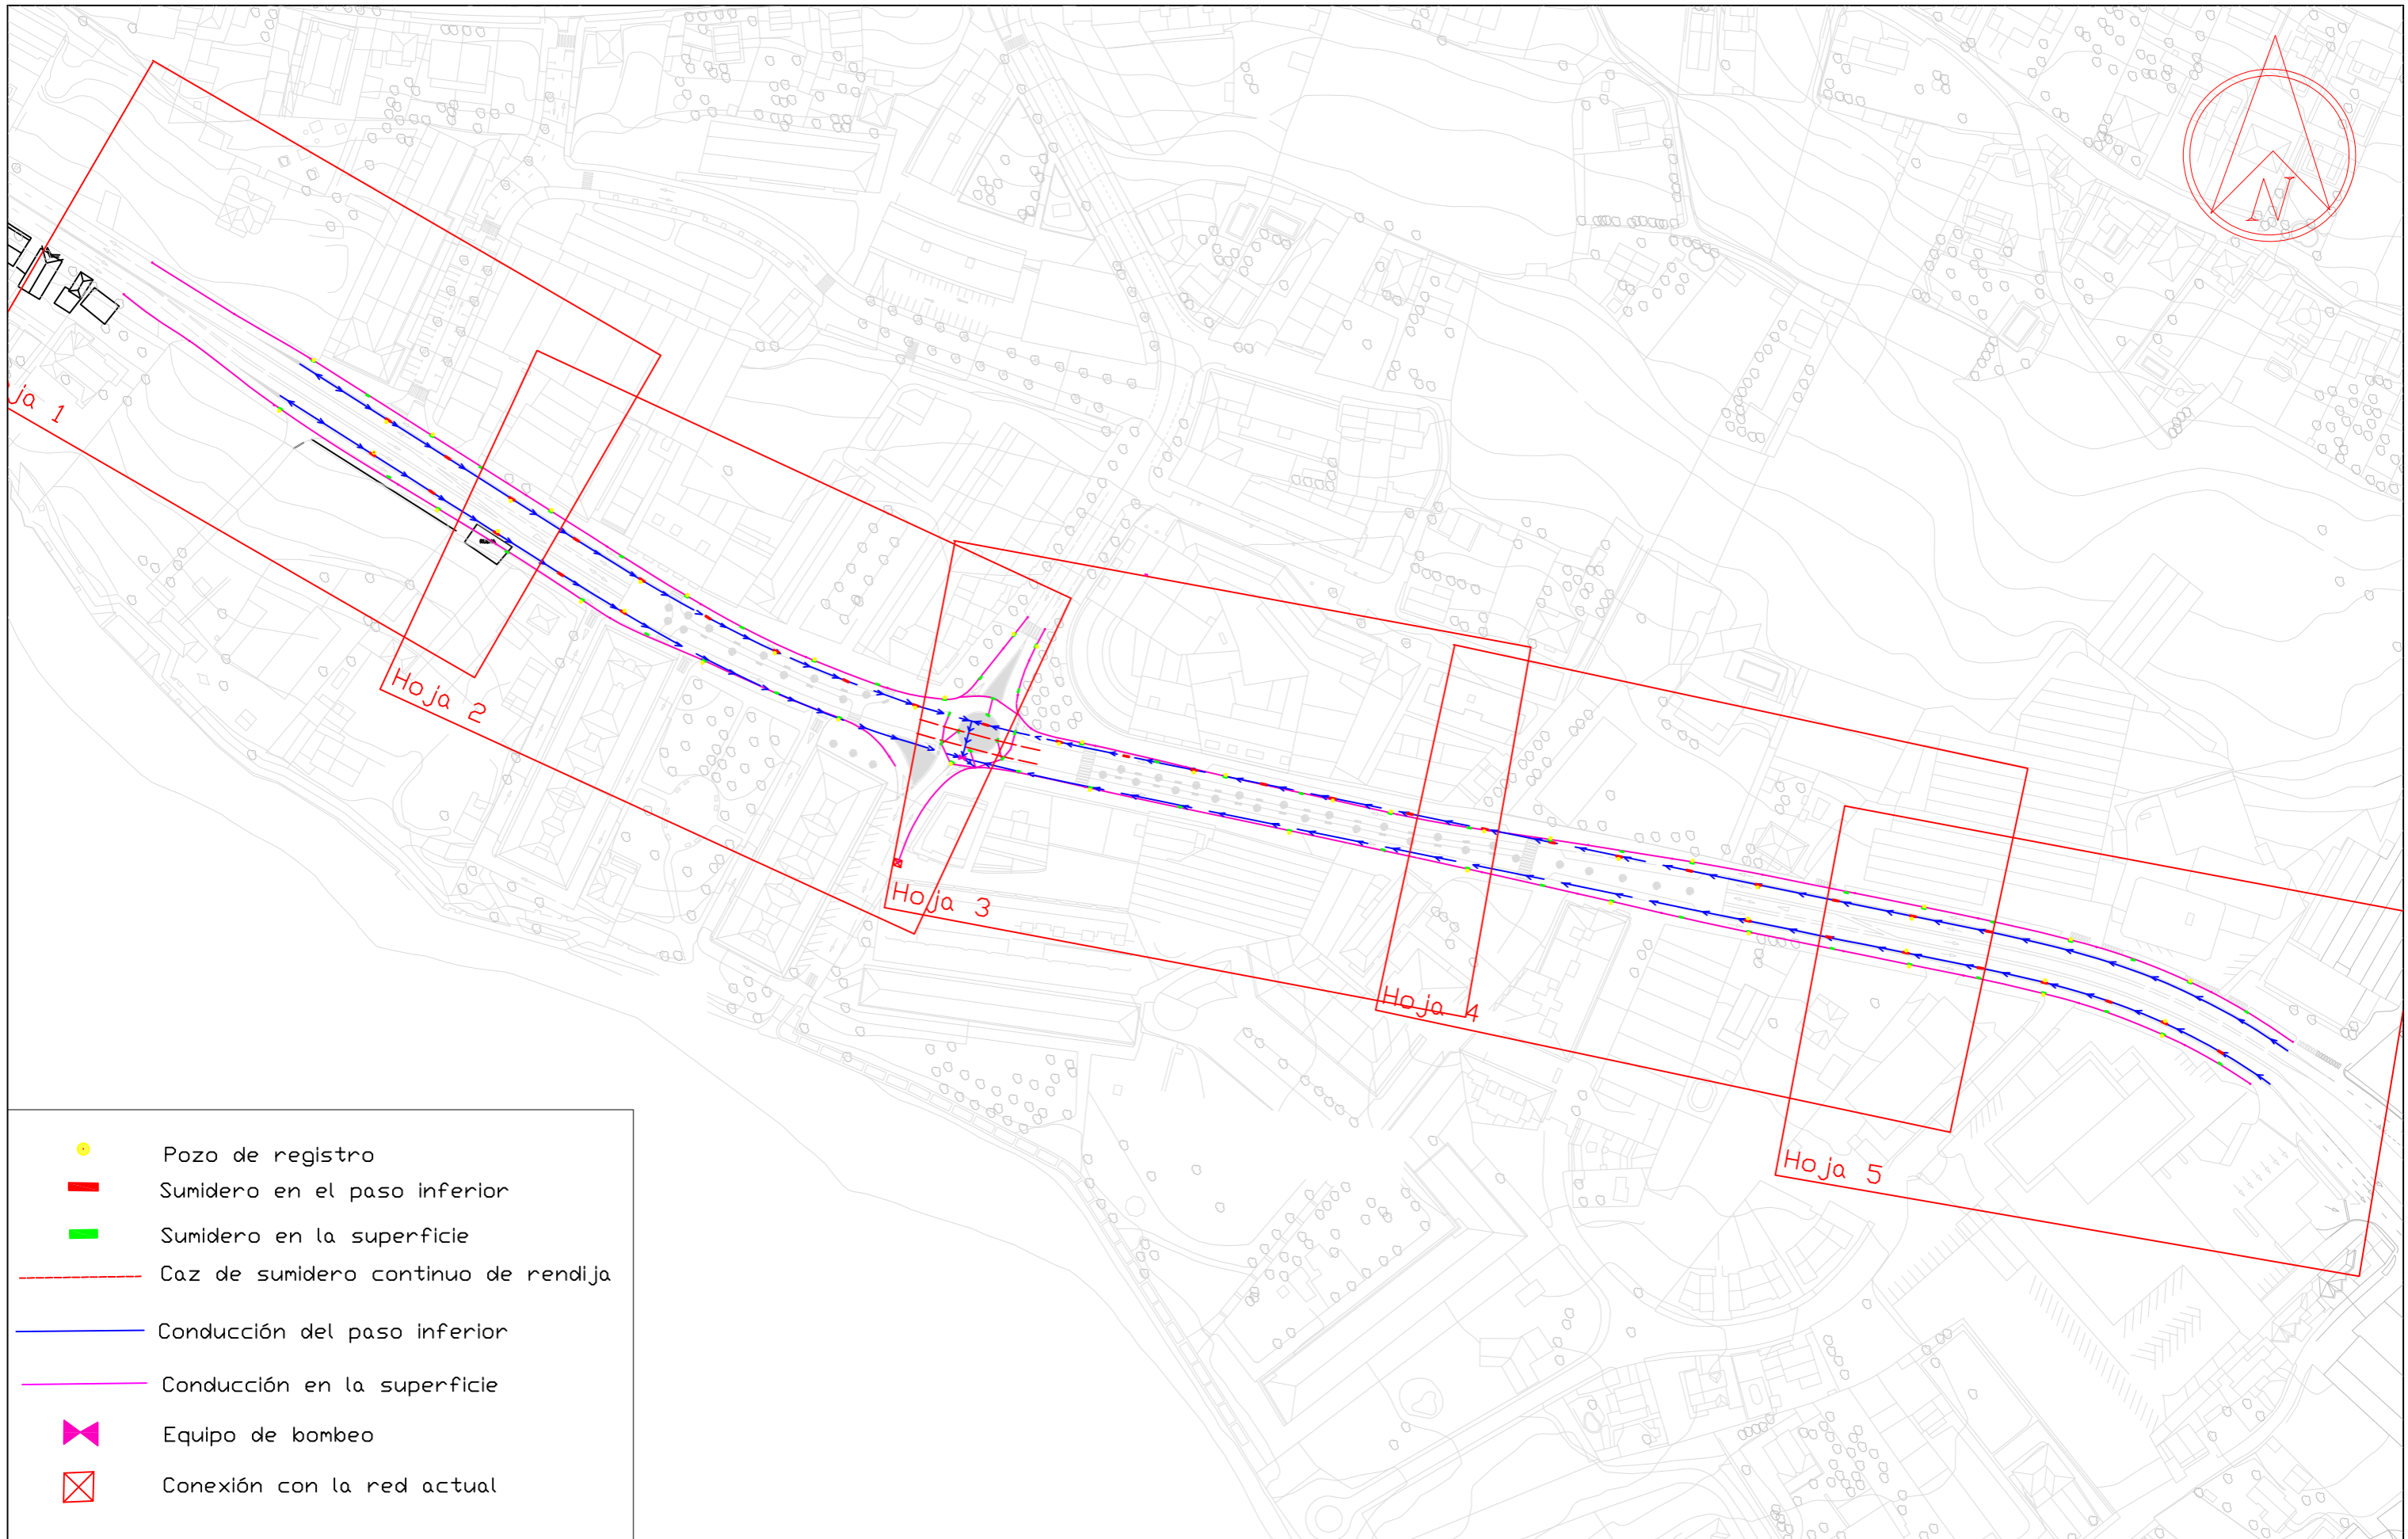 N
ja 1
Hoja 2
Hoja 3
Hoja 4
Hoja 5
Pozo de registro
Sumidero en el paso inferior
Sumidero en la superficie
Caz de sumidero continuo de rendija
Conducción del paso inferior
Conducción en la superficie
Equipo de bombeo
Conexión con la red actual